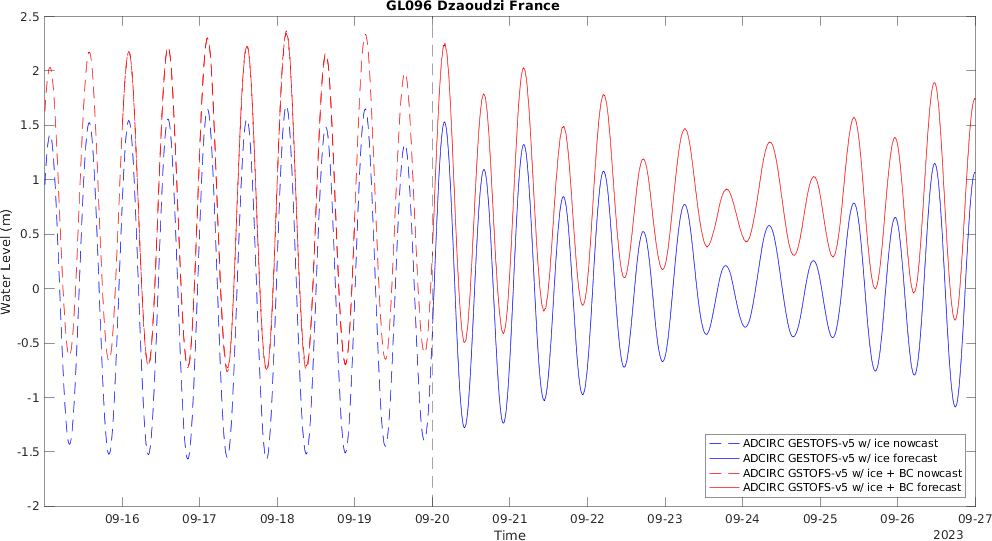 GL096 Dzaoudzi France
2.5
2
1.5
1
0.5
0
-0.5
-1
-1.5
-2
Water Level (m)
ADCIRC GESTOFS-v5 w/ ice nowcast
ADCIRC GESTOFS-v5 w/ ice forecast
ADCIRC GSTOFS-v5 w/ ice + BC nowcast
ADCIRC GSTOFS-v5 w/ ice + BC forecast
09-16 09-17 09-18 09-19 09-20 09-21 09-22 09-23 09-24 09-25 09-26 09-27
Time
2023